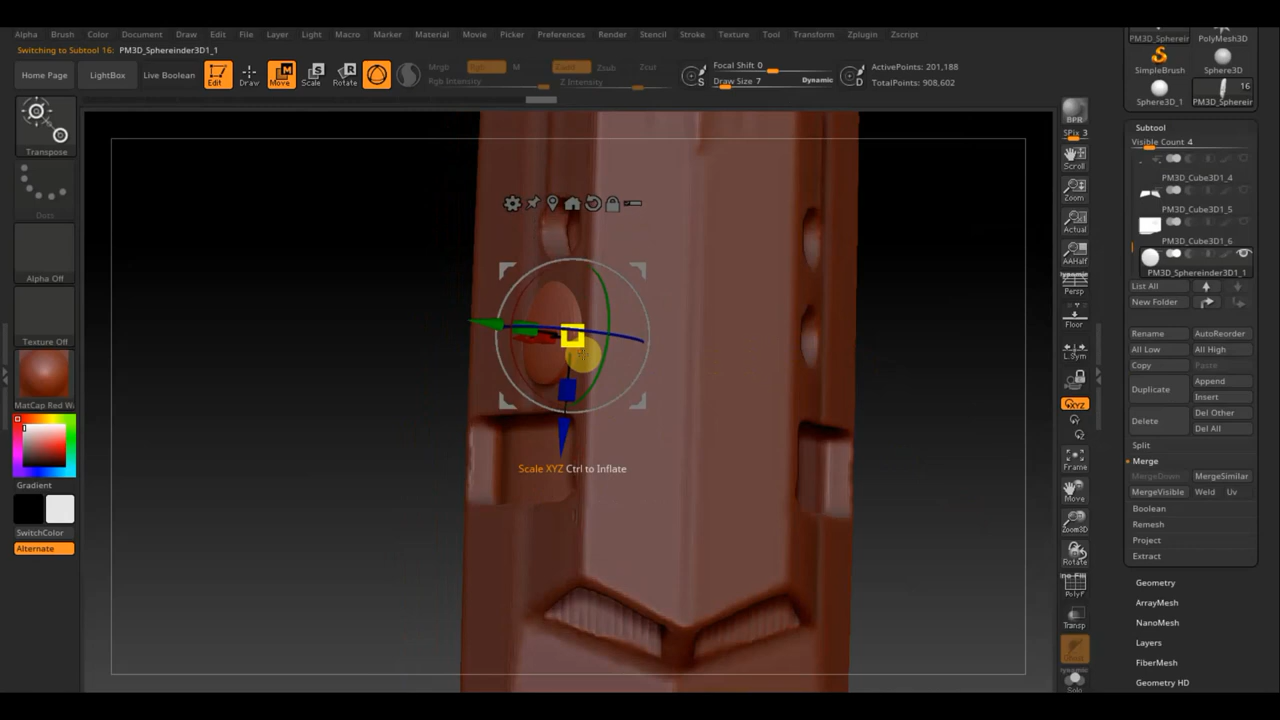 Alpha Brush Color Document Draw Edit File Layer Light Macro Marker Material Movie Picker Preferences Render Stencil Stroke Texture Tool Transform Zplugin Zscript
Switching to Subtool 16: PM3D_Sphereinder3D1_1
Home Page LightBox Live Boolean Edit Draw Move Scale Rotate
Mrgb Rgb M Zadd Zsub Zcut
Rgb Intensity Z Intensity
Focal Shift 0
Draw Size 7 Dynamic
ActivePoints: 201,188
TotalPoints: 908,602
Transpose
Dots
Alpha Off
Texture Off
MatCap Red Wa
Gradient
SwitchColor
Alternate
Scale XYZ Ctrl to Inflate
S
D
BPR
SPix 3
Scroll
Zoom
Actual
AAHalf
Dynamic
Persp
Floor
L.Sym
XYZ
Frame
Move
Zoom3D
Rotate
PolyF
Transp
Ghost
Dynamic
Solo
PM3D_Spherein PolyMesh3D
SimpleBrush Sphere3D
16
Sphere3D_1 PM3D_Spherein
Subtool
Visible Count 4
PM3D_Cube3D1_4
PM3D_Cube3D1_5
PM3D_Cube3D1_6
PM3D_Sphereinder3D1_1
List All
New Folder
Rename AutoReorder
All Low All High
Copy Paste
Duplicate Append
Insert
Delete Del Other
Del All
Split
Merge
MergeDown MergeSimilar
MergeVisible Weld Uv
Boolean
Remesh
Project
Extract
Geometry
ArrayMesh
NanoMesh
Layers
FiberMesh
Geometry HD